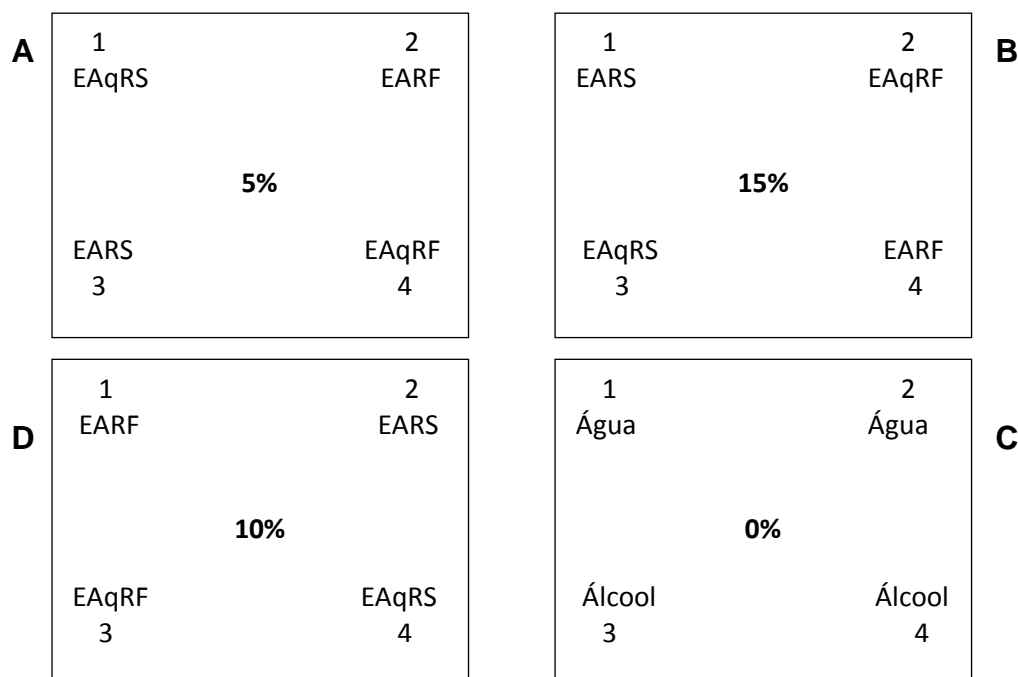 A
1 2
EAqRS EARF
5%
EARS EAqRF
3 4
B
1 2
EARS EAqRF
15%
EAqRS EARF
3 4
D
1 2
EARF EARS
10%
EAqRF EAqRS
3 4
C
1 2
Água Água
0%
Álcool Álcool
3 4